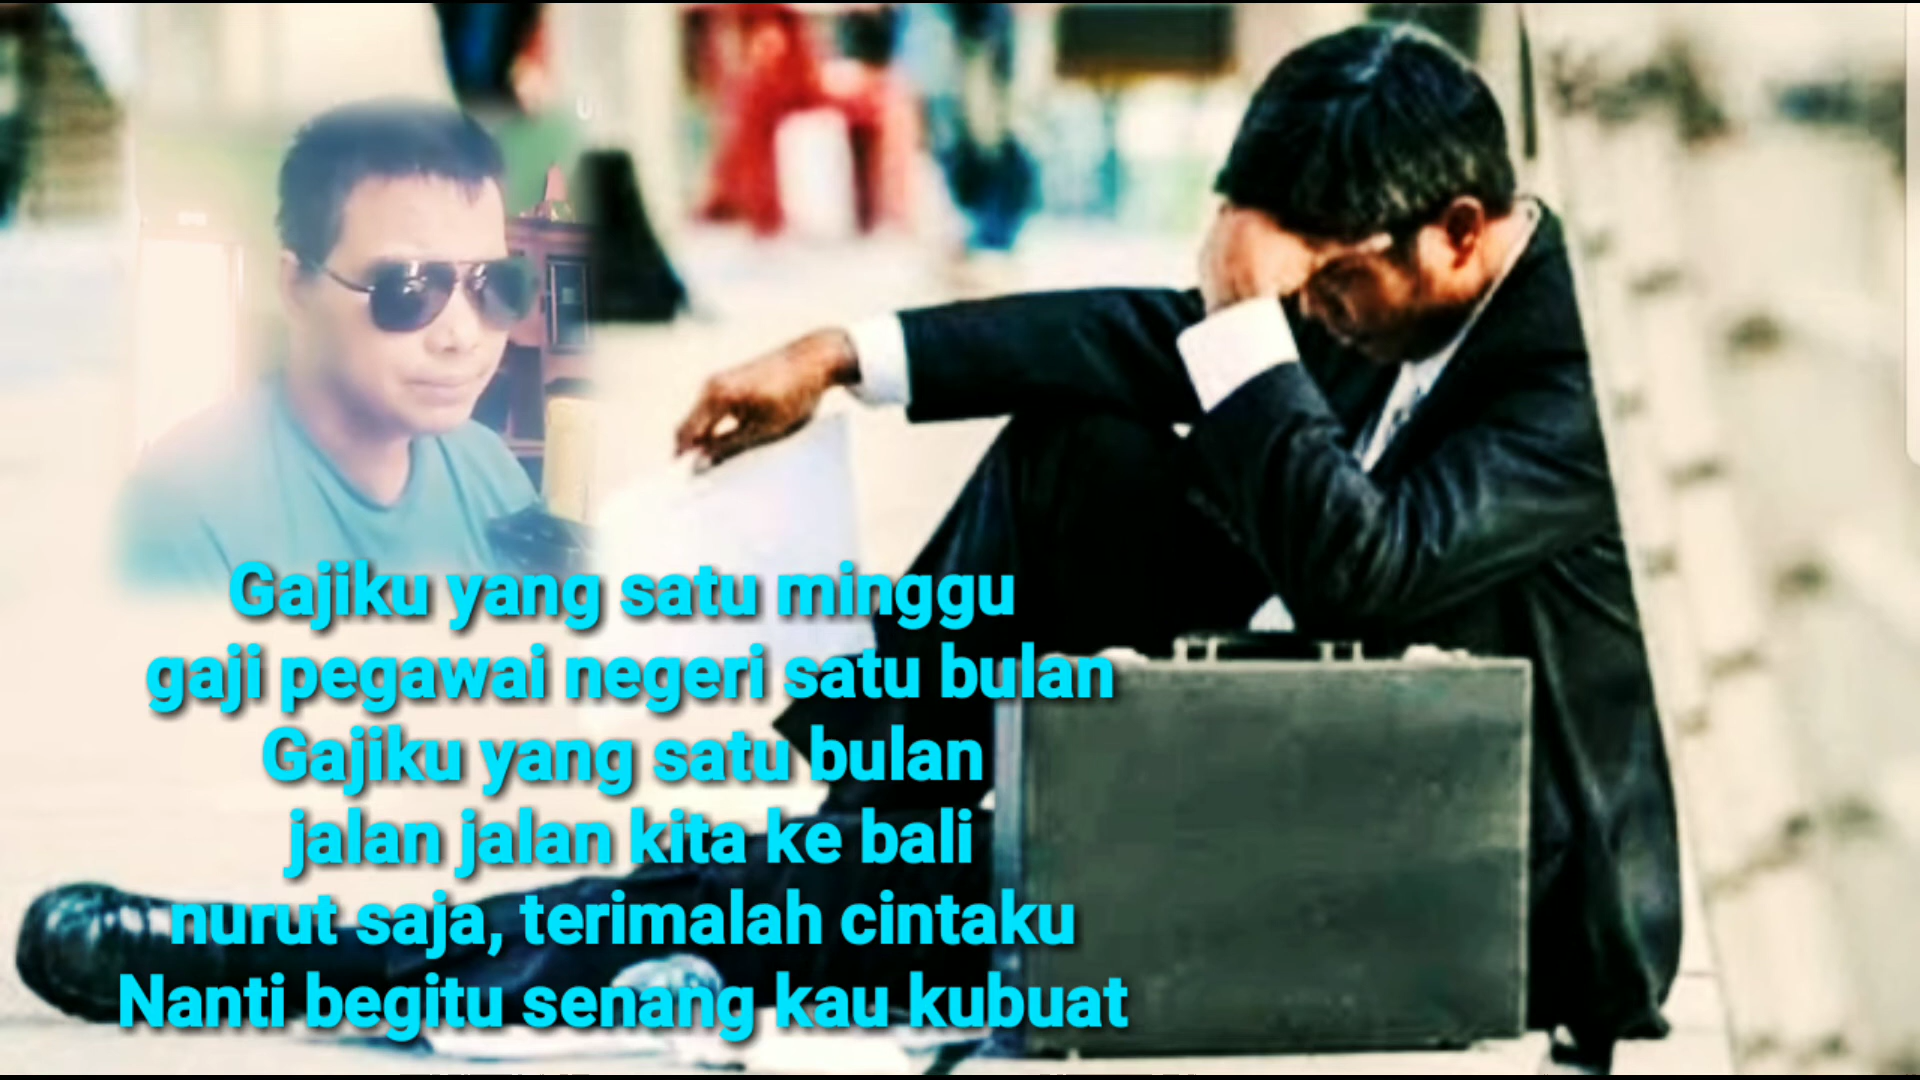 Gajiku yang satu minggu
gaji pegawai negeri satu bulan
Gajiku yang satu bulan
jalan jalan kita ke bali
nurut saja, terimalah cintaku
Nanti begitu senang kau kubuat